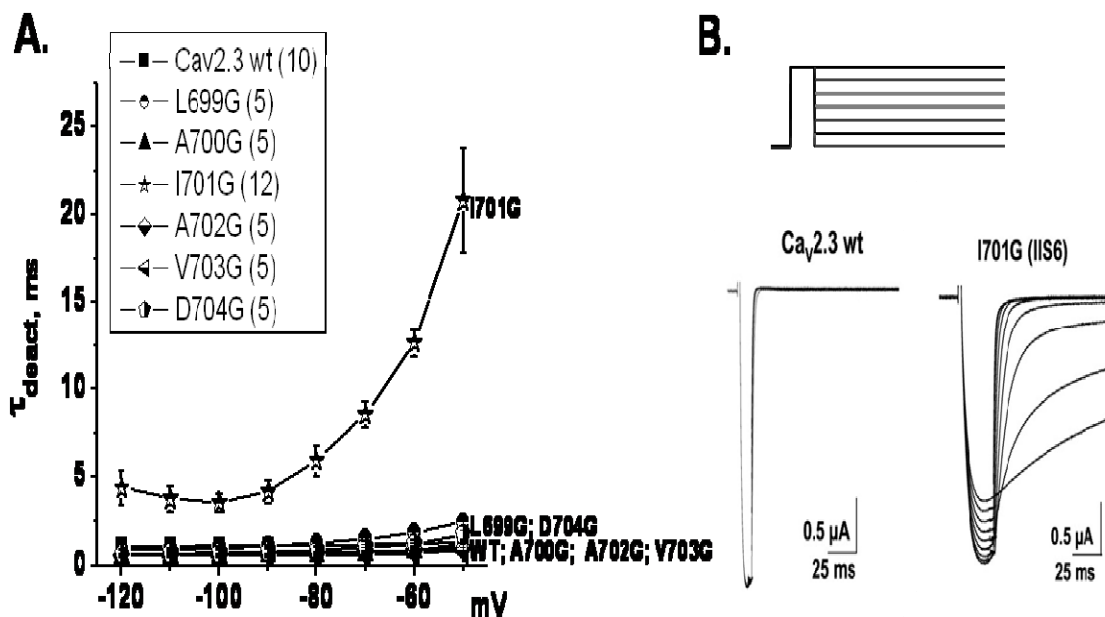 A.
B.
Cav2.3 wt (10)
L699G (5)
A700G (5)
I701G (12)
A702G (5)
V703G (5)
D704G (5)
τdeact, ms
25
20
15
10
5
0
-120
-100
-80
-60
mV
I701G
L699G; D704G
WT; A700G; A702G; V703G
CaV2.3 wt
I701G (IIS6)
0.5 µA
25 ms
0.5 µA
25 ms